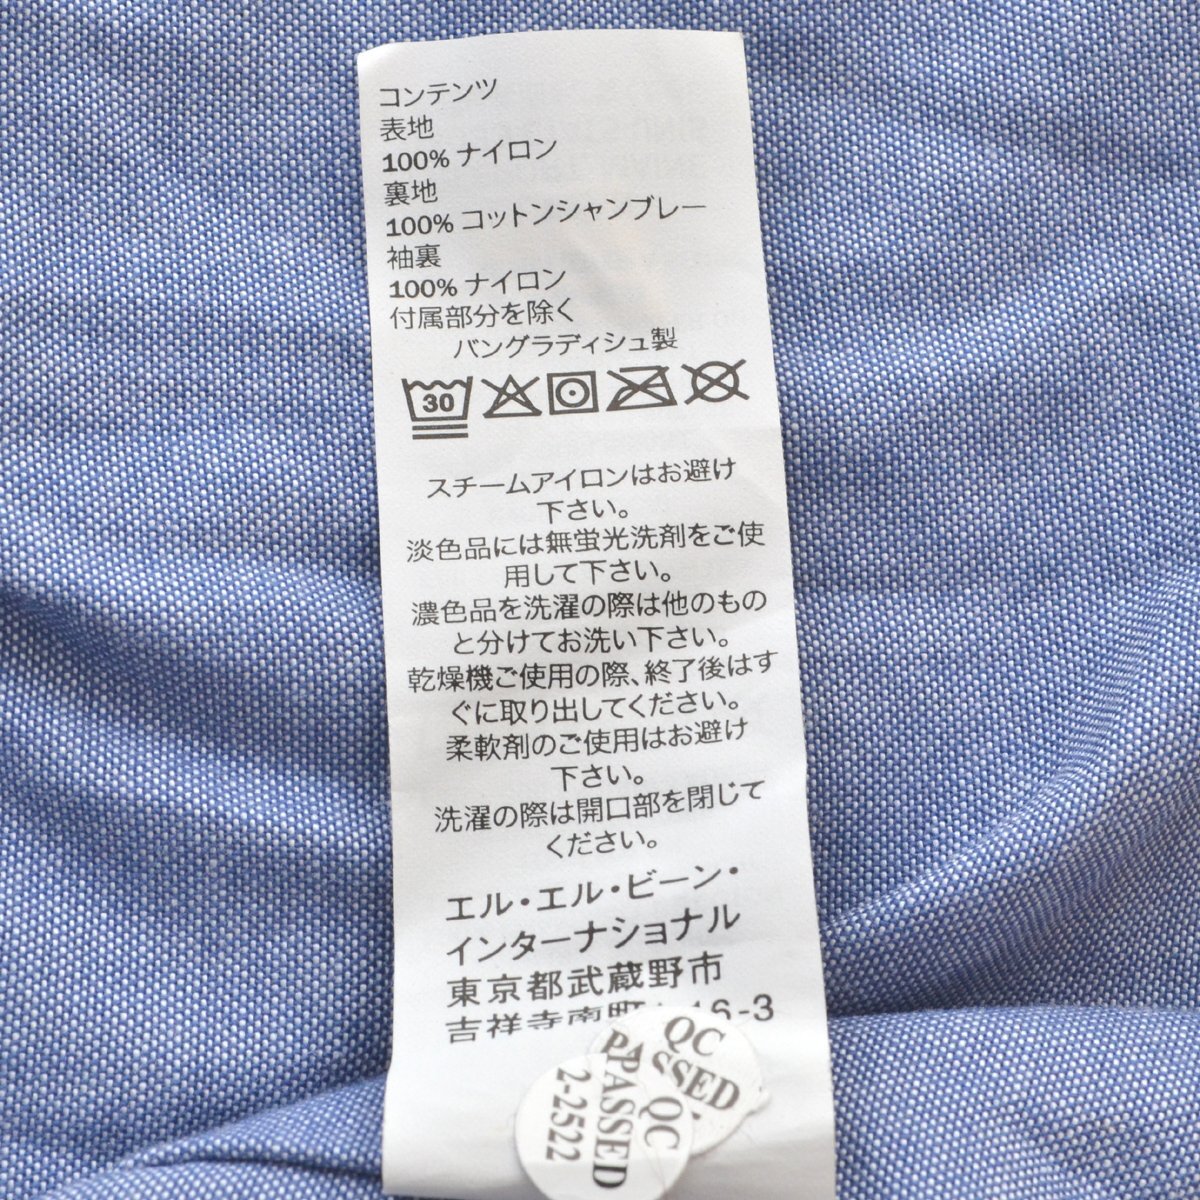 コンテンツ
表地
100% ナイロン
裏地
100% コットンシャンブレー
袖裏
100% ナイロン
付属部分を除く
バングラディシュ製
30
スチームアイロンはお避け
下さい。
淡色品には無蛍光洗剤をご使
用して下さい。
濃色品を洗濯の際は他のもの
と分けてお洗い下さい。
乾燥機ご使用の際、終了後はす
ぐに取り出してください。
柔軟剤のご使用はお避け
下さい。
洗濯の際は開口部を閉じて
ください。
エル・エル・ビーン・
インターナショナル
東京都武蔵野市
吉祥寺南町 16-3
QC
PASSED
QC
PASSED
2-2522